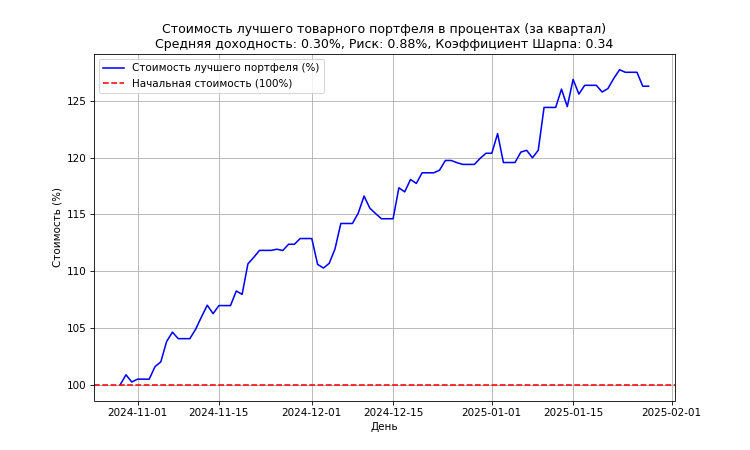 Стоимость лучшего товарного портфеля в процентах (за квартал)
Средняя доходность: 0.30%, Риск: 0.88%, Коэффициент Шарпа: 0.34
Стоимость лучшего портфеля (%)
Начальная стоимость (100%)
Стоимость (%)
125
120
115
110
105
100
2024-11-01
2024-11-15
2024-12-01
2024-12-15
2025-01-01
2025-01-15
2025-02-01
День